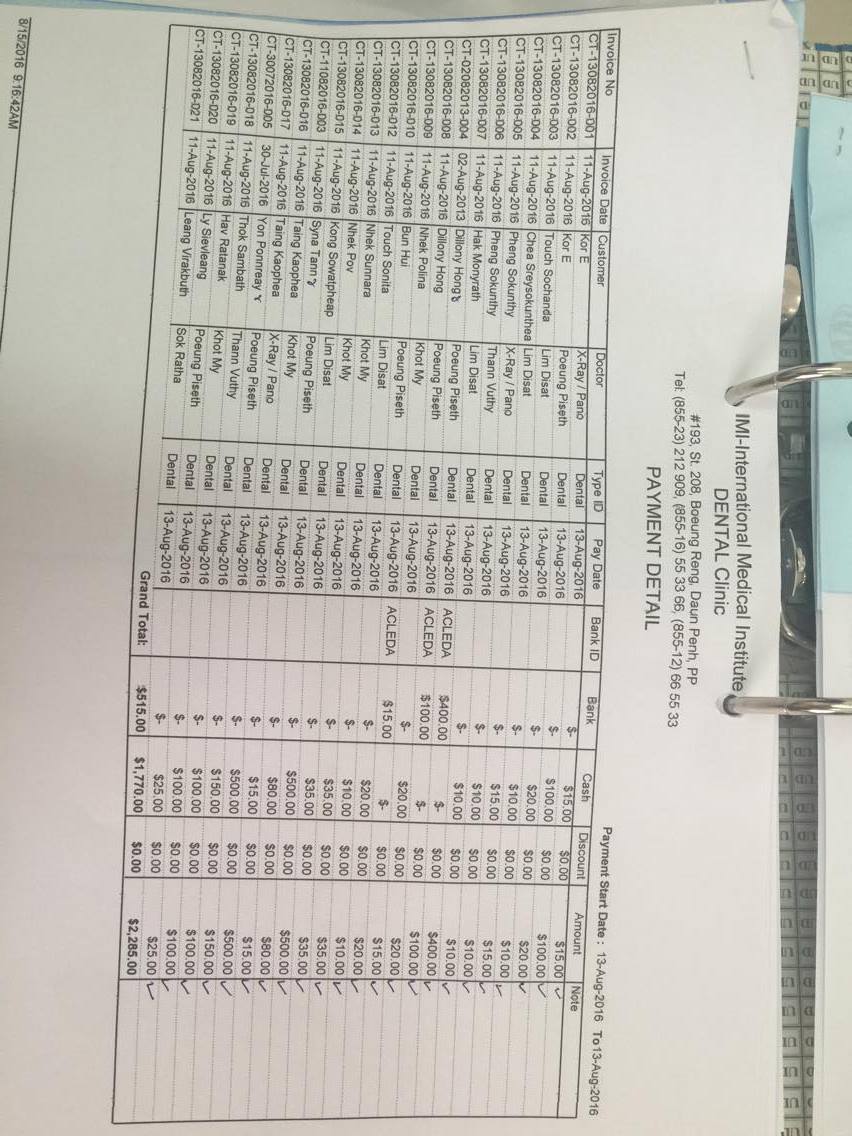 IMI-International Medical Institute
DENTAL Clinic
#193, St. 208, Boeung Reng, Daun Penh, PP
Tel: (855-23) 212 909, (855-16) 55 33 66, (855-12) 66 55 33
PAYMENT DETAIL
Payment Start Date : 13-Aug-2016 To 13-Aug-2016
Invoice No Invoice Date Customer Doctor Type ID Pay Date Bank ID Bank Cash Discount Amount Note
CT-13082016-001 11-Aug-2016 Kor E X-Ray / Pano Dental 13-Aug-2016 $- $15.00 $0.00 $15.00
CT-13082016-002 11-Aug-2016 Kor E Poeung Piseth Dental 13-Aug-2016 $- $100.00 $0.00 $100.00
CT-13082016-003 11-Aug-2016 Touch Sochanda Lim Disat Dental 13-Aug-2016 $- $20.00 $0.00 $20.00
CT-13082016-004 11-Aug-2016 Chea Sreysokunthea Lim Disat Dental 13-Aug-2016 $- $10.00 $0.00 $10.00
CT-13082016-005 11-Aug-2016 Pheng Sokunthy X-Ray / Pano Dental 13-Aug-2016 $- $15.00 $0.00 $15.00
CT-13082016-006 11-Aug-2016 Pheng Sokunthy Thann Vuthy Dental 13-Aug-2016 $- $10.00 $0.00 $10.00
CT-13082016-007 11-Aug-2016 Hak Monyrath Lim Disat Dental 13-Aug-2016 $- $10.00 $0.00 $10.00
CT-02082013-004 02-Aug-2013 Dillony Hong Poeung Piseth Dental 13-Aug-2016 ACLEDA $400.00 $- $0.00 $400.00
CT-13082016-008 11-Aug-2016 Dillony Hong Poeung Piseth Dental 13-Aug-2016 ACLEDA $100.00 $- $0.00 $100.00
CT-13082016-009 11-Aug-2016 Nhek Polina Khot My Dental 13-Aug-2016 $- $20.00 $0.00 $20.00
CT-13082016-010 11-Aug-2016 Bun Hui Poeung Piseth Dental 13-Aug-2016 ACLEDA $15.00 $- $0.00 $15.00
CT-13082016-012 11-Aug-2016 Touch Sonita Lim Disat Dental 13-Aug-2016 $- $20.00 $0.00 $20.00
CT-13082016-013 11-Aug-2016 Nhek Sunnara Khot My Dental 13-Aug-2016 $- $10.00 $0.00 $10.00
CT-13082016-014 11-Aug-2016 Nhek Pov Khot My Dental 13-Aug-2016 $- $35.00 $0.00 $35.00
CT-13082016-015 11-Aug-2016 Kong Sowatpheap Lim Disat Dental 13-Aug-2016 $- $35.00 $0.00 $35.00
CT-11082016-003 11-Aug-2016 Syna Tann Poeung Piseth Dental 13-Aug-2016 $- $500.00 $0.00 $500.00
CT-13082016-016 11-Aug-2016 Taing Kaophea Khot My Dental 13-Aug-2016 $- $80.00 $0.00 $80.00
CT-13082016-017 11-Aug-2016 Taing Kaophea X-Ray / Pano Dental 13-Aug-2016 $- $15.00 $0.00 $15.00
CT-30072016-005 30-Jul-2016 Yon Ponnreay Poeung Piseth Dental 13-Aug-2016 $- $500.00 $0.00 $500.00
CT-13082016-018 11-Aug-2016 Thok Sambath Thann Vuthy Dental 13-Aug-2016 $- $150.00 $0.00 $150.00
CT-13082016-019 11-Aug-2016 Hav Ratanak Khot My Dental 13-Aug-2016 $- $100.00 $0.00 $100.00
CT-13082016-020 11-Aug-2016 Ly Sievleang Poeung Piseth Dental 13-Aug-2016 $- $100.00 $0.00 $100.00
CT-13082016-021 11-Aug-2016 Leang Virakbuth Sok Ratha Dental 13-Aug-2016 $- $25.00 $0.00 $25.00
Grand Total: $515.00 $1,770.00 $0.00 $2,285.00
8/15/2016 9:16:42AM